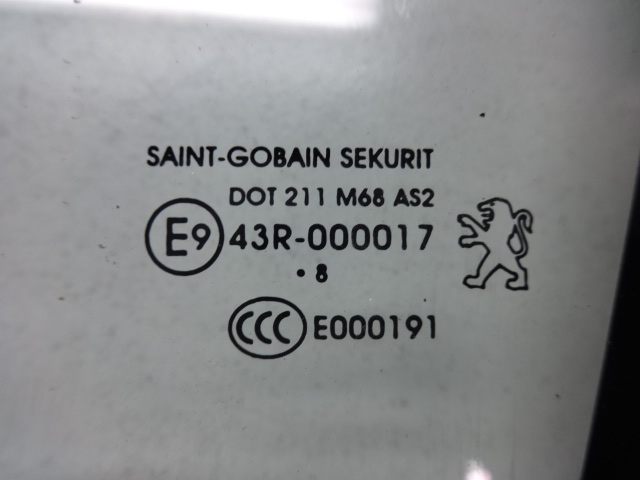 SAINT-GOBAIN SEKURIT
DOT 211 M68 AS2
E9 43R-000017
• 8
CCC E000191